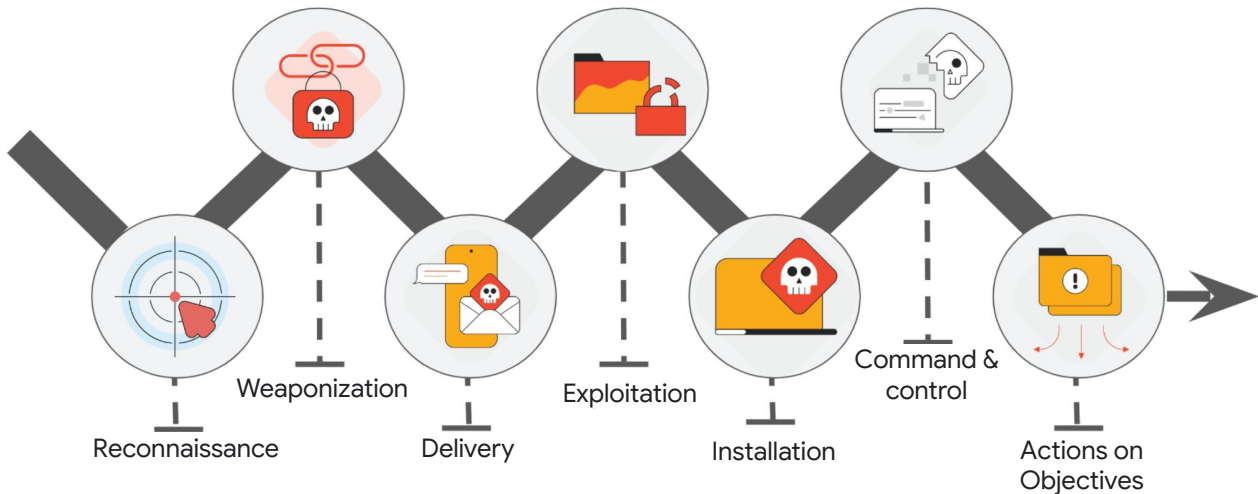 Reconnaissance
Weaponization
Delivery
Exploitation
Installation
Command &
control
Actions on
Objectives